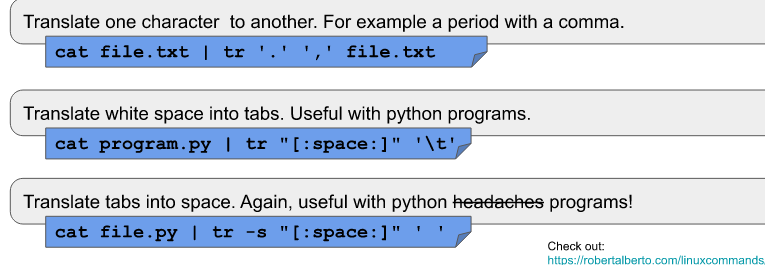 Translate one character  to another. For example a period with a comma.
cat file.txt | tr '.' ',' file.txt
Translate white space into tabs. Useful with python programs.
cat program.py | tr "[:space:]" '\t'
Translate tabs into space. Again, useful with python headaches programs!
cat file.py | tr -s "[:space:]" ' '
Check out:
https://robertalberto.com/linuxcommands/